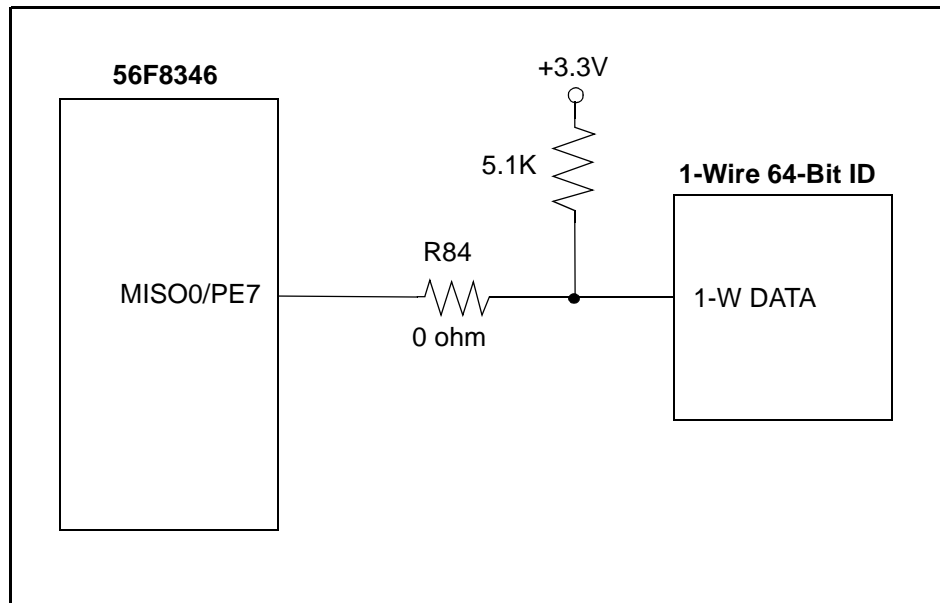 56F8346
+3.3V
5.1K
1-Wire 64-Bit ID
R84
MISO0/PE7
1-W DATA
0 ohm